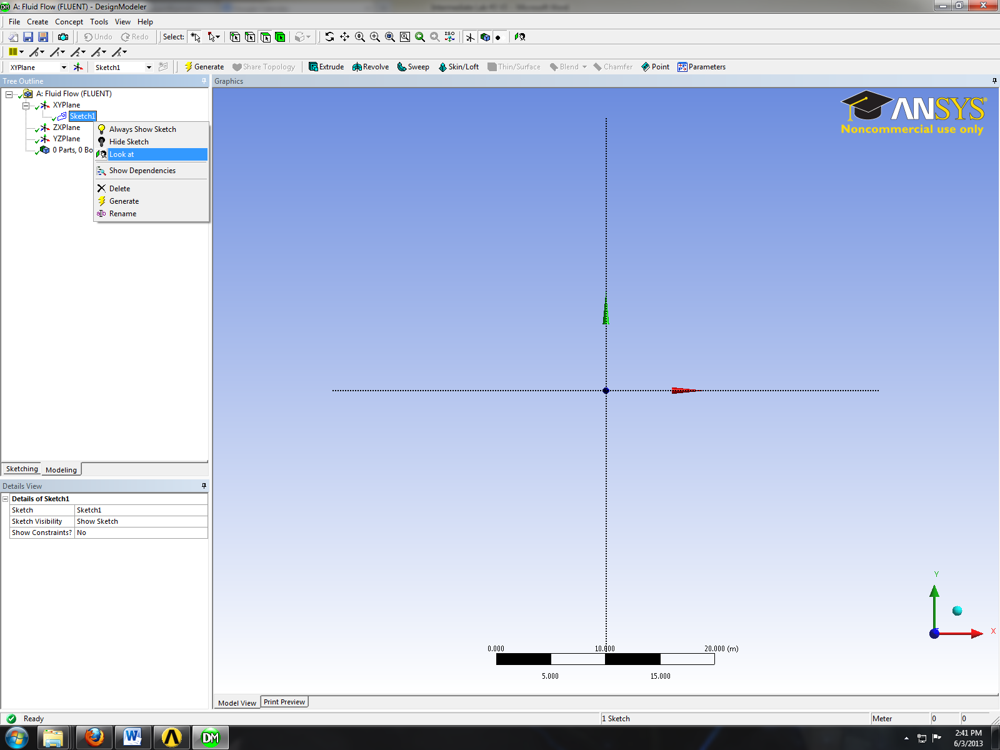 A: Fluid Flow (FLUENT) - DesignModeler
File Create Concept Tools View Help
Undo Redo Select: ISO
XYPlane Sketch1 Generate Share Topology Extrude Revolve Sweep Skin/Loft Thin/Surface Blend Chamfer Point Parameters
Tree Outline
A: Fluid Flow (FLUENT)
XYPlane
Sketch1
ZXPlane
YZPlane
0 Parts, 0 Bo
Always Show Sketch
Hide Sketch
Look at
Show Dependencies
Delete
Generate
Rename
Sketching Modeling
Details View
Details of Sketch1
Sketch Sketch1
Sketch Visibility Show Sketch
Show Constraints? No
Graphics
ANSYS
Noncommercial use only
Y
X
0.000 10.000 20.000 (m)
5.000 15.000
Model View Print Preview
Ready 1 Sketch Meter 0 0
DM
2:41 PM
6/3/2013